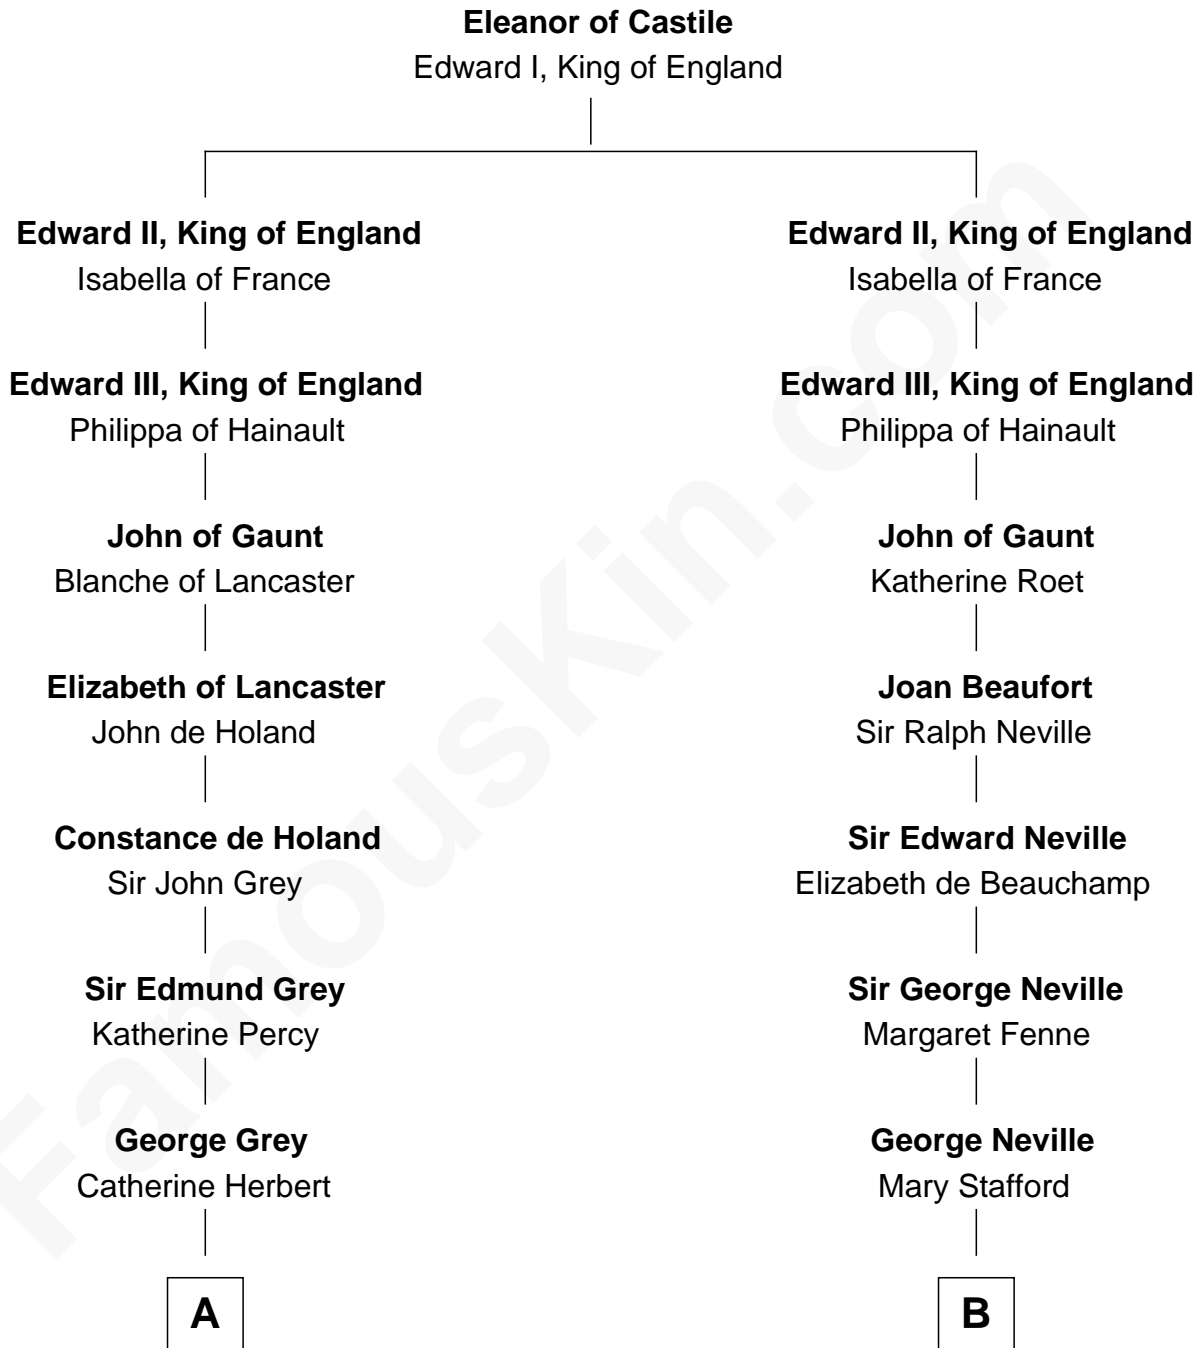 Eleanor of Castile
Edward I, King of England
Edward II, King of England
Isabella of France
Edward III, King of England
Philippa of Hainault
John of Gaunt
Blanche of Lancaster
Elizabeth of Lancaster
John de Holand
Constance de Holand
Sir John Grey
Sir Edmund Grey
Katherine Percy
George Grey
Catherine Herbert
A
Edward II, King of England
Isabella of France
Edward III, King of England
Philippa of Hainault
John of Gaunt
Katherine Roet
Joan Beaufort
Sir Ralph Neville
Sir Edward Neville
Elizabeth de Beauchamp
Sir George Neville
Margaret Fenne
George Neville
Mary Stafford
B
FamousKin.com